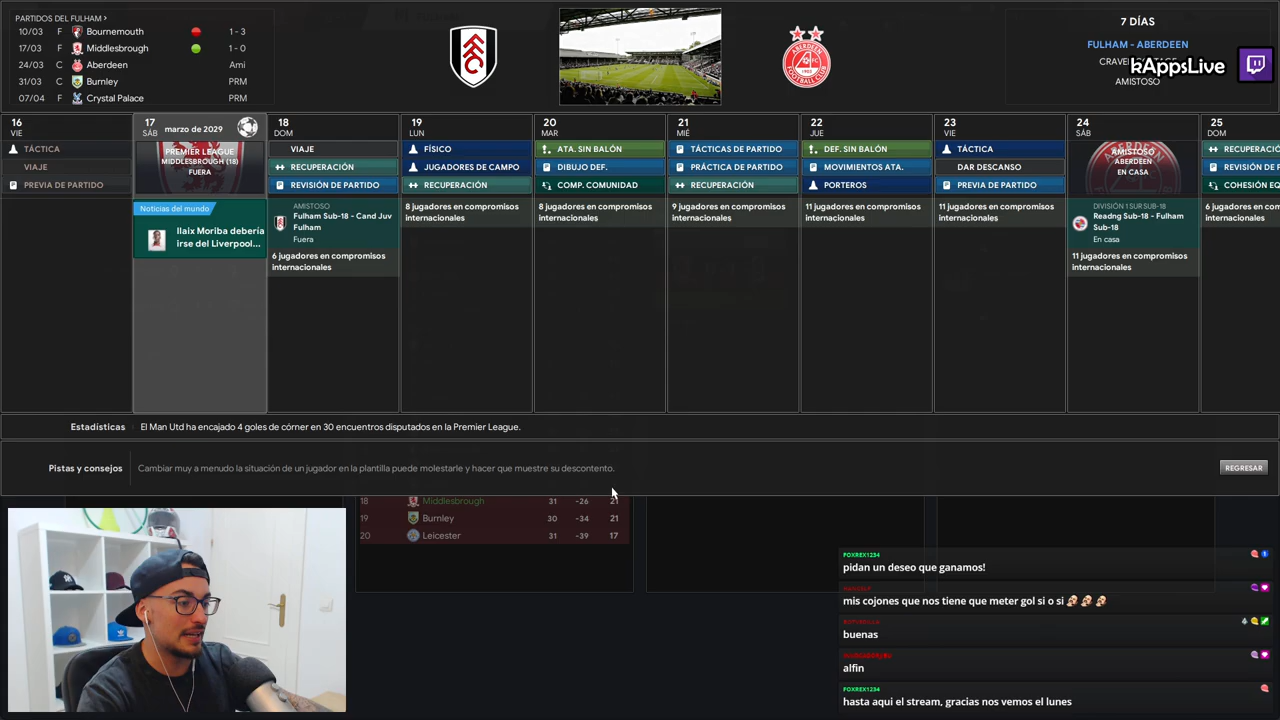 PARTIDOS DEL FULHAM >
10/03 F Bournemouth 1 - 3
17/03 F Middlesbrough 1 - 0
24/03 C Aberdeen Ami
31/03 C Burnley PRM
07/04 F Crystal Palace PRM
7 DÍAS
FULHAM - ABERDEEN
kAppsLive
AMISTOSO
16
VIE
TÁCTICA
VIAJE
PREVIA DE PARTIDO
17
SÁB
marzo de 2029
PREMIER LEAGUE
MIDDLESBROUGH (18)
FUERA
Noticias del mundo
Ilaix Moriba debería
irse del Liverpool...
18
DOM
VIAJE
RECUPERACIÓN
REVISIÓN DE PARTIDO
AMISTOSO
Fulham Sub-18 - Cand Juv
Fulham
Fuera
6 jugadores en compromisos
internacionales
19
LUN
FÍSICO
JUGADORES DE CAMPO
RECUPERACIÓN
8 jugadores en compromisos
internacionales
20
MAR
ATA. SIN BALÓN
DIBUJO DEF.
COMP. COMUNIDAD
8 jugadores en compromisos
internacionales
21
MIÉ
TÁCTICAS DE PARTIDO
PRÁCTICA DE PARTIDO
RECUPERACIÓN
9 jugadores en compromisos
internacionales
22
JUE
DEF. SIN BALÓN
MOVIMIENTOS ATA.
PORTEROS
11 jugadores en compromisos
internacionales
23
VIE
TÁCTICA
DAR DESCANSO
PREVIA DE PARTIDO
11 jugadores en compromisos
internacionales
24
SÁB
AMISTOSO
ABERDEEN
EN CASA
DIVISIÓN 1 SUR SUB-18
Readng Sub-18 - Fulham
Sub-18
En casa
11 jugadores en compromisos
internacionales
25
DOM
RECUPERACIÓ
REVISIÓN DE P
COHESIÓN EQ
6 jugadores en com
internacionales
Estadísticas El Man Utd ha encajado 4 goles de córner en 30 encuentros disputados en la Premier League.
Pistas y consejos Cambiar muy a menudo la situación de un jugador en la plantilla puede molestarle y hacer que muestre su descontento.
REGRESAR
18 Middlesbrough 31 -26 21
19 Burnley 30 -34 21
20 Leicester 31 -39 17
FOXREX1234
pidan un deseo que ganamos!
mis cojones que nos tiene que meter gol si o si
buenas
alfin
FOXREX1234
hasta aqui el stream, gracias nos vemos el lunes